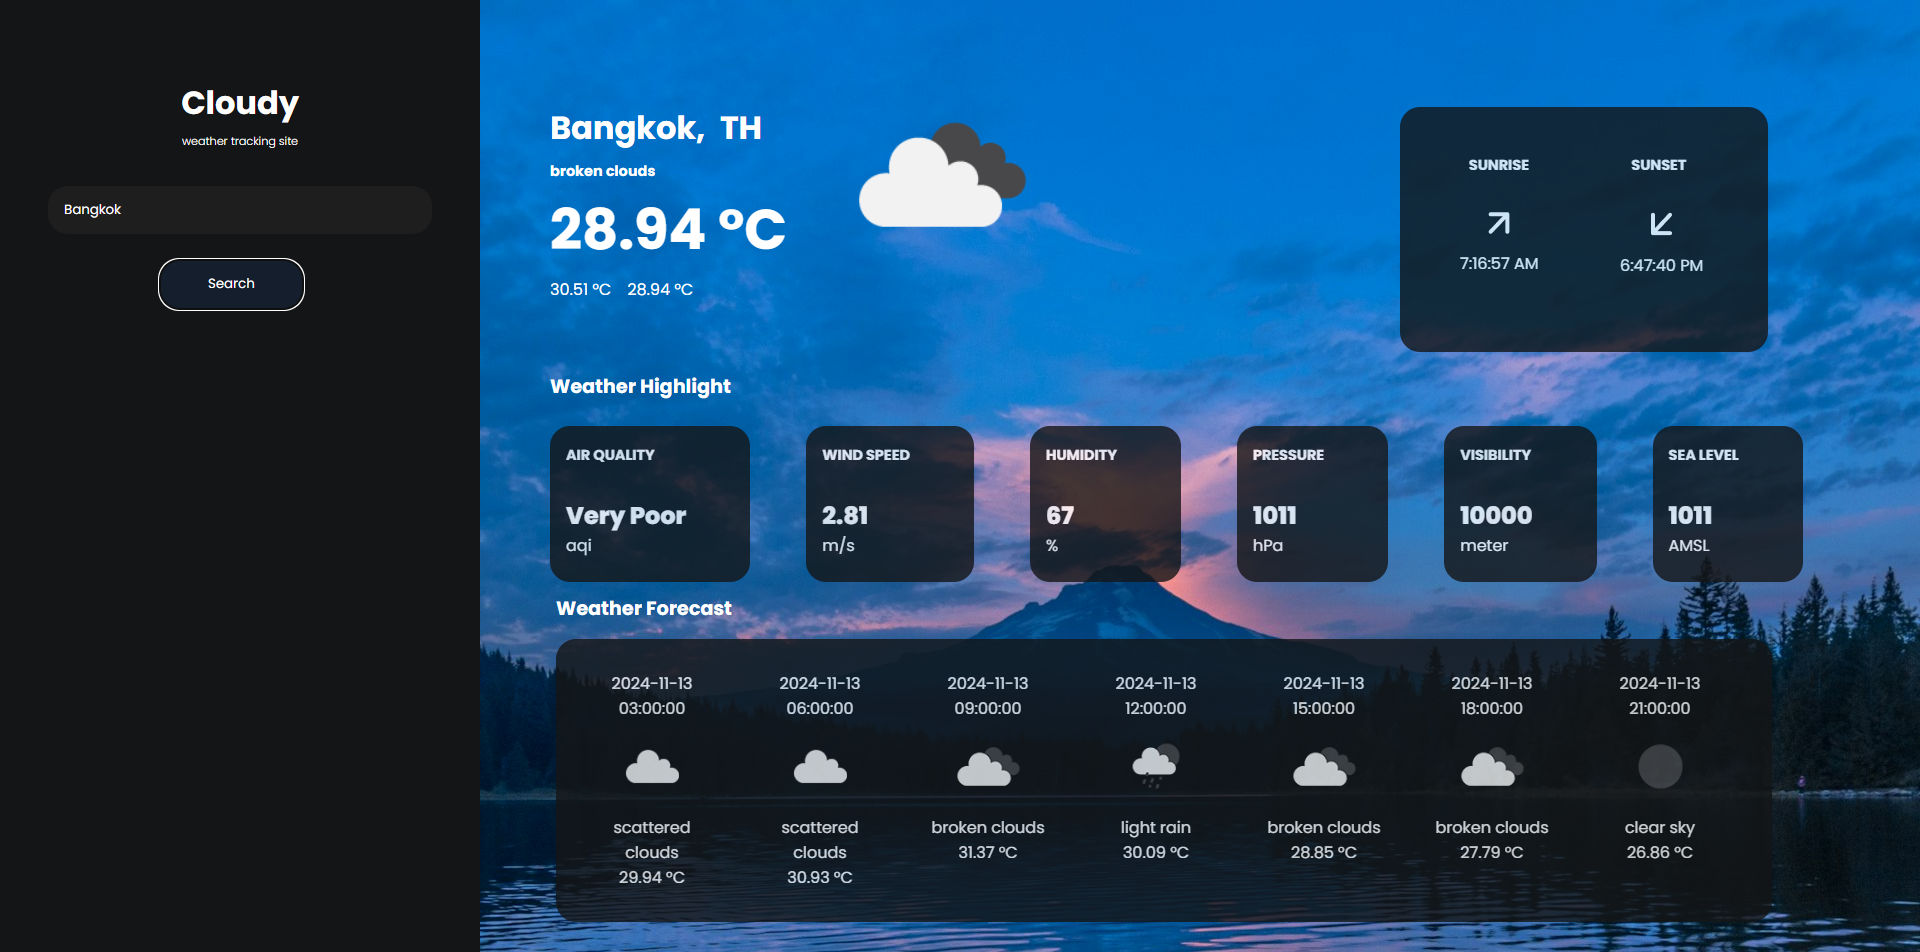 Cloudy
weather tracking site
Bangkok
Search
Bangkok, TH
broken clouds
28.94 °C
30.51 °C 28.94 °C
SUNRISE SUNSET
7:16:57 AM 6:47:40 PM
Weather Highlight
AIR QUALITY
Very Poor
aqi
WIND SPEED
2.81
m/s
HUMIDITY
67
%
PRESSURE
1011
hPa
VISIBILITY
10000
meter
SEA LEVEL
1011
AMSL
Weather Forecast
2024-11-13
03:00:00
scattered
clouds
29.94 °C
2024-11-13
06:00:00
scattered
clouds
30.93 °C
2024-11-13
09:00:00
broken clouds
31.37 °C
2024-11-13
12:00:00
light rain
30.09 °C
2024-11-13
15:00:00
broken clouds
28.85 °C
2024-11-13
18:00:00
broken clouds
27.79 °C
2024-11-13
21:00:00
clear sky
26.86 °C